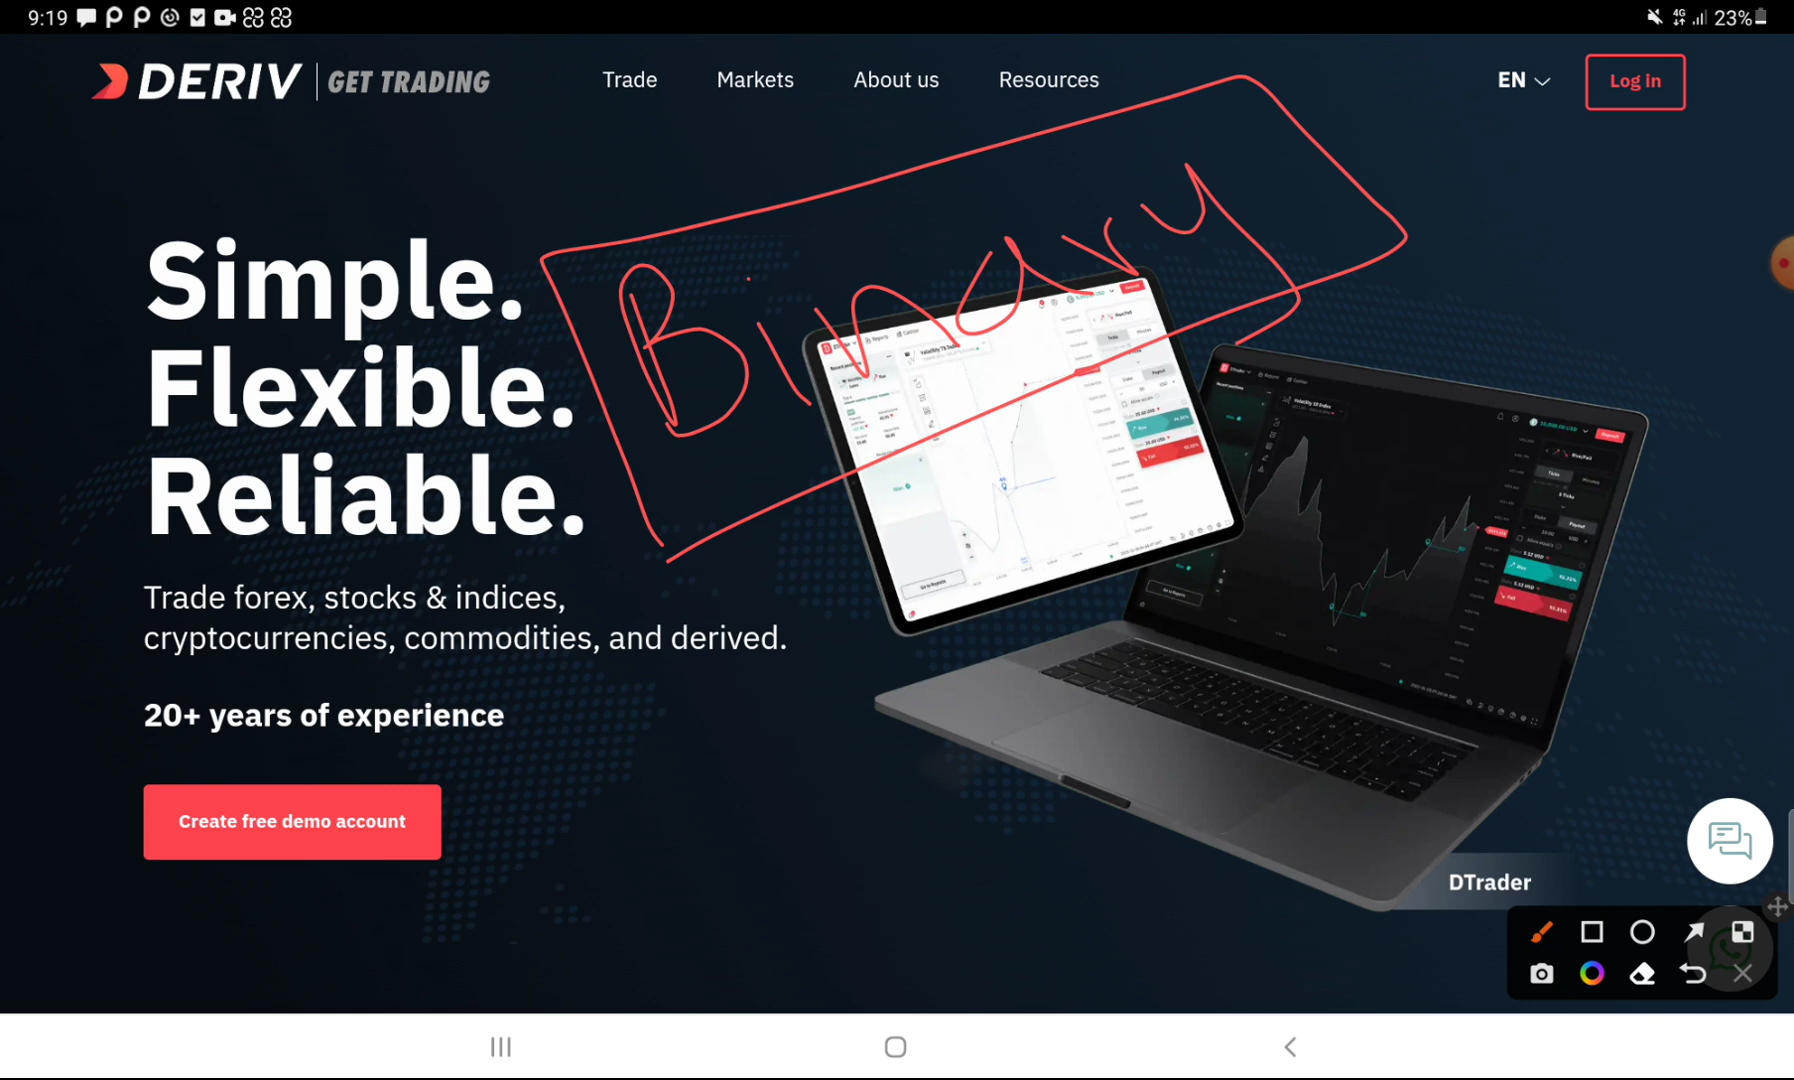 9:19
4G 23%
DERIV GET TRADING
Trade Markets About us Resources
EN
Log in
Binary
Simple.
Flexible.
Reliable.
Trade forex, stocks & indices,
cryptocurrencies, commodities, and derived.
20+ years of experience
Create free demo account
DTrader